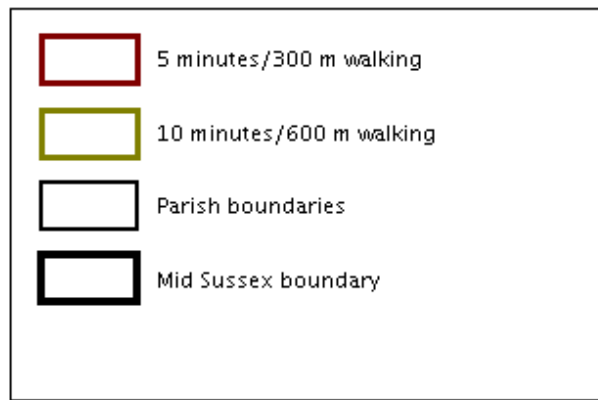 5 minutes/300 m walking
10 minutes/600 m walking
Parish boundaries
Mid Sussex boundary